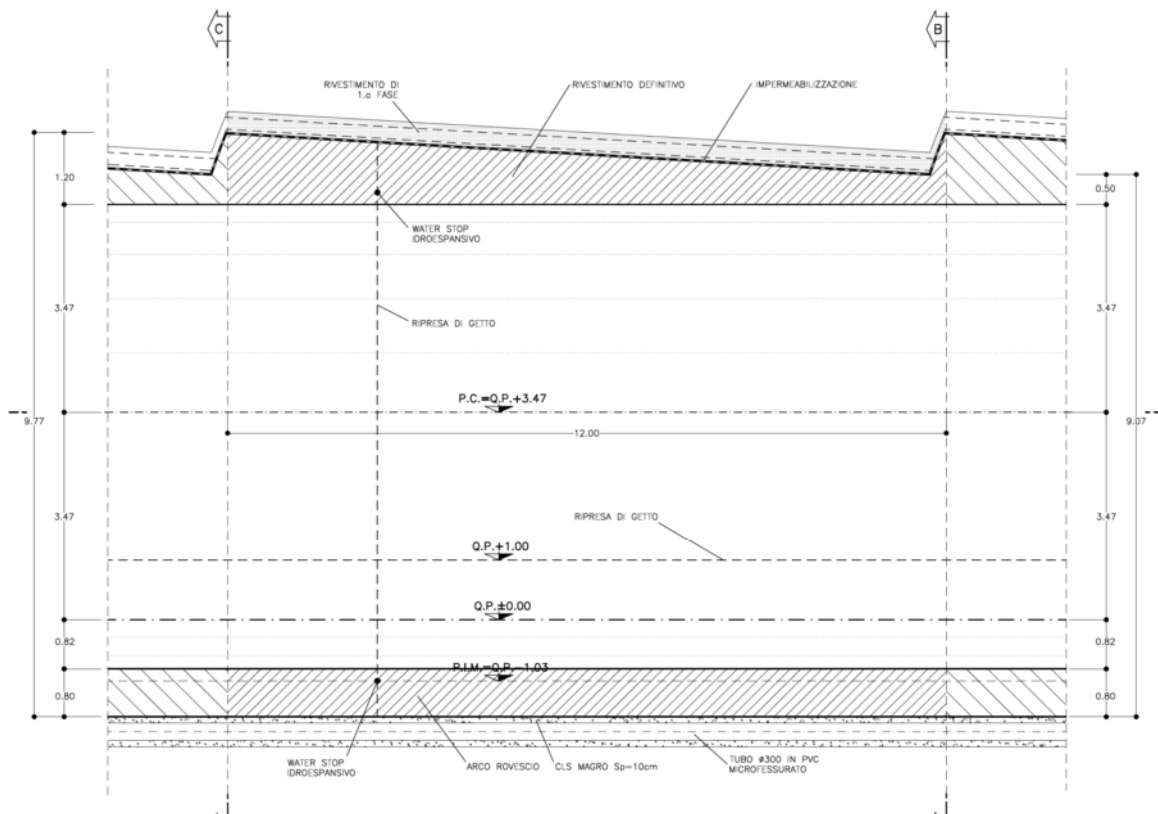 C
B
RIVESTIMENTO DI
1.a FASE
RIVESTIMENTO DEFINITIVO
IMPERMEABILIZZAZIONE
1.20
0.50
WATER STOP
IDROESPANSIVO
3.47
3.47
RIPRESA DI GETTO
P.C.=Q.P.+3.47
9.77
9.07
12.00
3.47
3.47
RIPRESA DI GETTO
Q.P.+1.00
Q.P.±0.00
0.82
0.82
P.I.M.=Q.P.-1.03
0.80
0.80
WATER STOP
IDROESPANSIVO
ARCO ROVESCIO
CLS MAGRO Sp=10cm
TUBO ø300 IN PVC
MICROFESSURATO